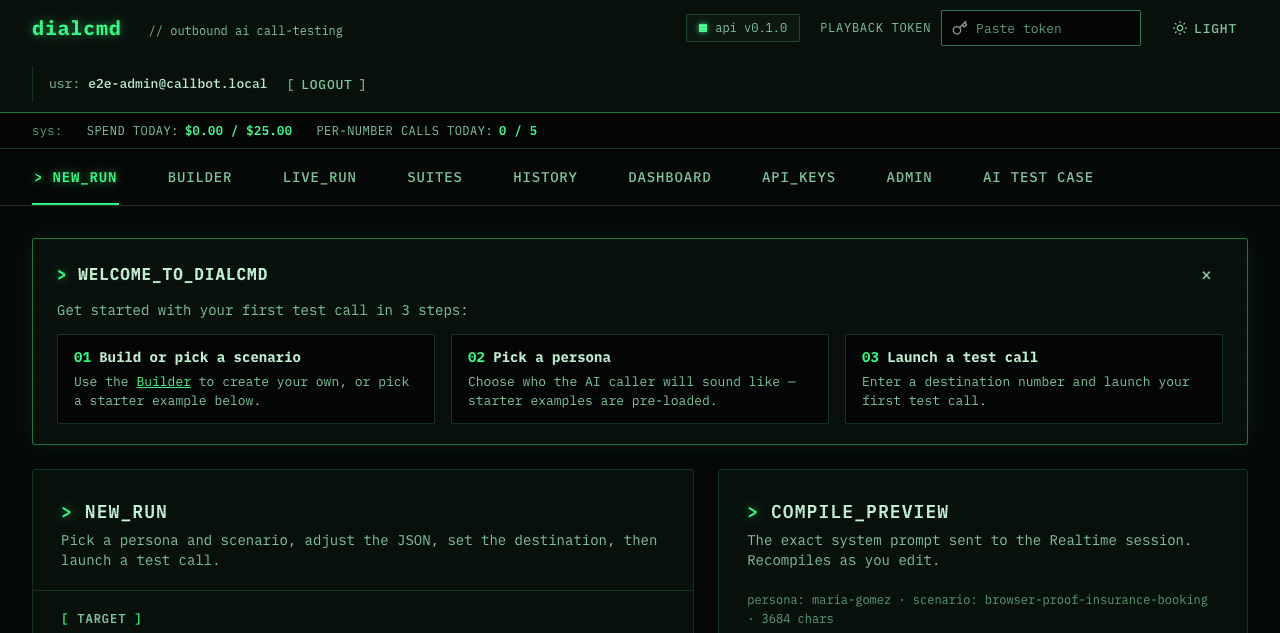 dialcmd // outbound ai call-testing api v0.1.0 PLAYBACK TOKEN Paste token LIGHT
usr: e2e-admin@callbot.local [ LOGOUT ]
sys: SPEND TODAY: $0.00 / $25.00 PER-NUMBER CALLS TODAY: 0 / 5
> NEW_RUN BUILDER LIVE_RUN SUITES HISTORY DASHBOARD API_KEYS ADMIN AI TEST CASE
> WELCOME_TO_DIALCMD ×
Get started with your first test call in 3 steps:
01 Build or pick a scenario
Use the Builder to create your own, or pick
a starter example below.
02 Pick a persona
Choose who the AI caller will sound like —
starter examples are pre-loaded.
03 Launch a test call
Enter a destination number and launch your
first test call.
> NEW_RUN
Pick a persona and scenario, adjust the JSON, set the destination, then
launch a test call.
[ TARGET ]
> COMPILE_PREVIEW
The exact system prompt sent to the Realtime session.
Recompiles as you edit.
persona: maria-gomez · scenario: browser-proof-insurance-booking
· 3684 chars